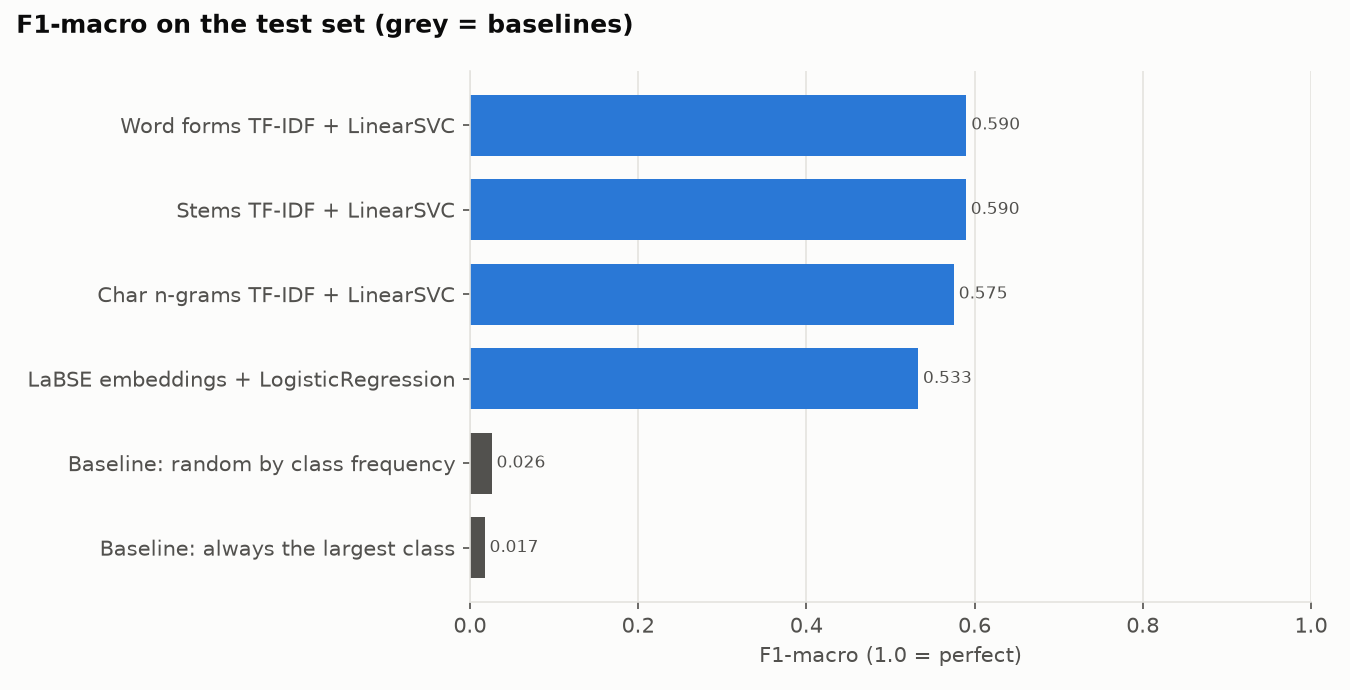 F1-macro on the test set (grey = baselines)
Word forms TF-IDF + LinearSVC
0.590
Stems TF-IDF + LinearSVC
0.590
Char n-grams TF-IDF + LinearSVC
0.575
LaBSE embeddings + LogisticRegression
0.533
Baseline: random by class frequency
0.026
Baseline: always the largest class
0.017
0.0 0.2 0.4 0.6 0.8 1.0
F1-macro (1.0 = perfect)